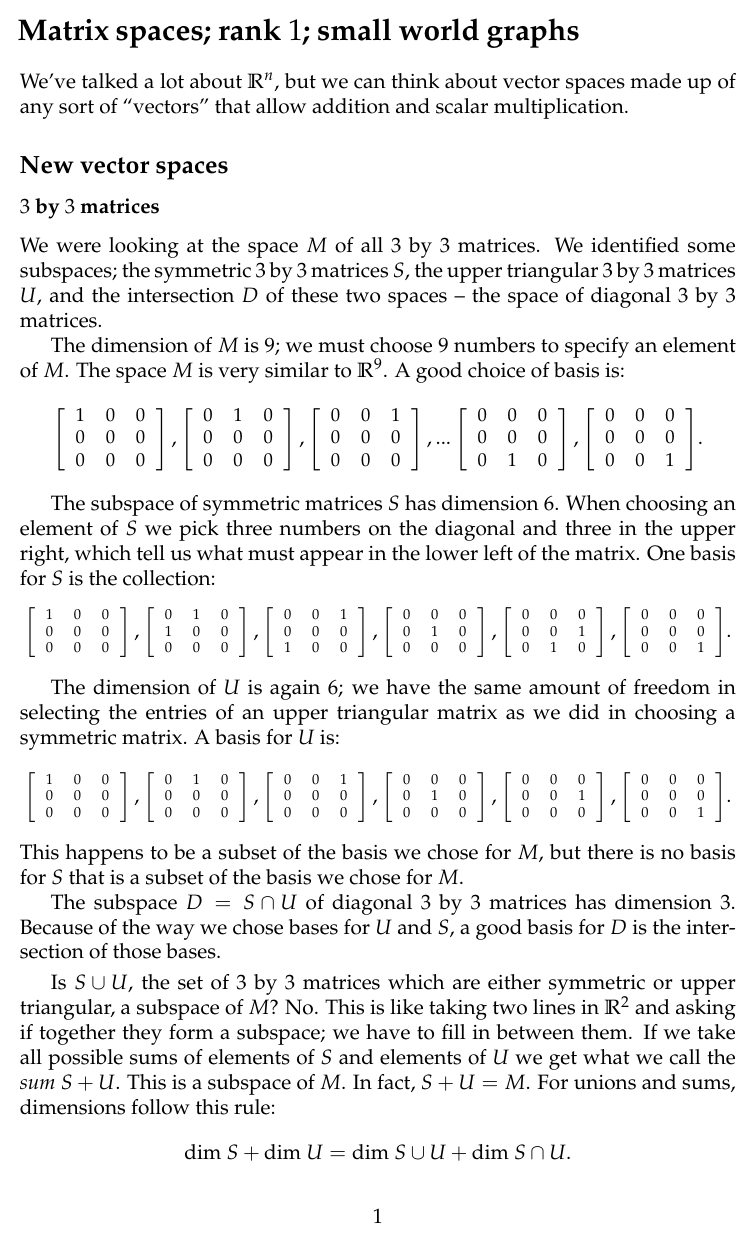 Matrix spaces; rank 1; small world graphs
We've talked a lot about ℝⁿ, but we can think about vector spaces made up of
any sort of “vectors” that allow addition and scalar multiplication.
New vector spaces
3 by 3 matrices
We were looking at the space M of all 3 by 3 matrices. We identified some
subspaces; the symmetric 3 by 3 matrices S, the upper triangular 3 by 3 matrices
U, and the intersection D of these two spaces – the space of diagonal 3 by 3
matrices.
The dimension of M is 9; we must choose 9 numbers to specify an element
of M. The space M is very similar to ℝ⁹. A good choice of basis is:
[ 1 0 0 ] [ 0 1 0 ] [ 0 0 1 ] [ 0 0 0 ] [ 0 0 0 ]
[ 0 0 0 ] , [ 0 0 0 ] , [ 0 0 0 ] , ... [ 0 0 0 ] , [ 0 0 0 ] .
[ 0 0 0 ] [ 0 0 0 ] [ 0 0 0 ] [ 0 1 0 ] [ 0 0 1 ]
The subspace of symmetric matrices S has dimension 6. When choosing an
element of S we pick three numbers on the diagonal and three in the upper
right, which tell us what must appear in the lower left of the matrix. One basis
for S is the collection:
[ 1 0 0 ] [ 0 1 0 ] [ 0 0 1 ] [ 0 0 0 ] [ 0 0 0 ] [ 0 0 0 ]
[ 0 0 0 ] , [ 1 0 0 ] , [ 0 0 0 ] , [ 0 1 0 ] , [ 0 0 1 ] , [ 0 0 0 ] .
[ 0 0 0 ] [ 0 0 0 ] [ 1 0 0 ] [ 0 0 0 ] [ 0 1 0 ] [ 0 0 1 ]
The dimension of U is again 6; we have the same amount of freedom in
selecting the entries of an upper triangular matrix as we did in choosing a
symmetric matrix. A basis for U is:
[ 1 0 0 ] [ 0 1 0 ] [ 0 0 1 ] [ 0 0 0 ] [ 0 0 0 ] [ 0 0 0 ]
[ 0 0 0 ] , [ 0 0 0 ] , [ 0 0 0 ] , [ 0 1 0 ] , [ 0 0 1 ] , [ 0 0 0 ] .
[ 0 0 0 ] [ 0 0 0 ] [ 0 0 0 ] [ 0 0 0 ] [ 0 0 0 ] [ 0 0 1 ]
This happens to be a subset of the basis we chose for M, but there is no basis
for S that is a subset of the basis we chose for M.
The subspace D = S ∩ U of diagonal 3 by 3 matrices has dimension 3.
Because of the way we chose bases for U and S, a good basis for D is the inter-
section of those bases.
Is S ∪ U, the set of 3 by 3 matrices which are either symmetric or upper
triangular, a subspace of M? No. This is like taking two lines in ℝ² and asking
if together they form a subspace; we have to fill in between them. If we take
all possible sums of elements of S and elements of U we get what we call the
sum S + U. This is a subspace of M. In fact, S + U = M. For unions and sums,
dimensions follow this rule:
dim S + dim U = dim S ∪ U + dim S ∩ U.
1